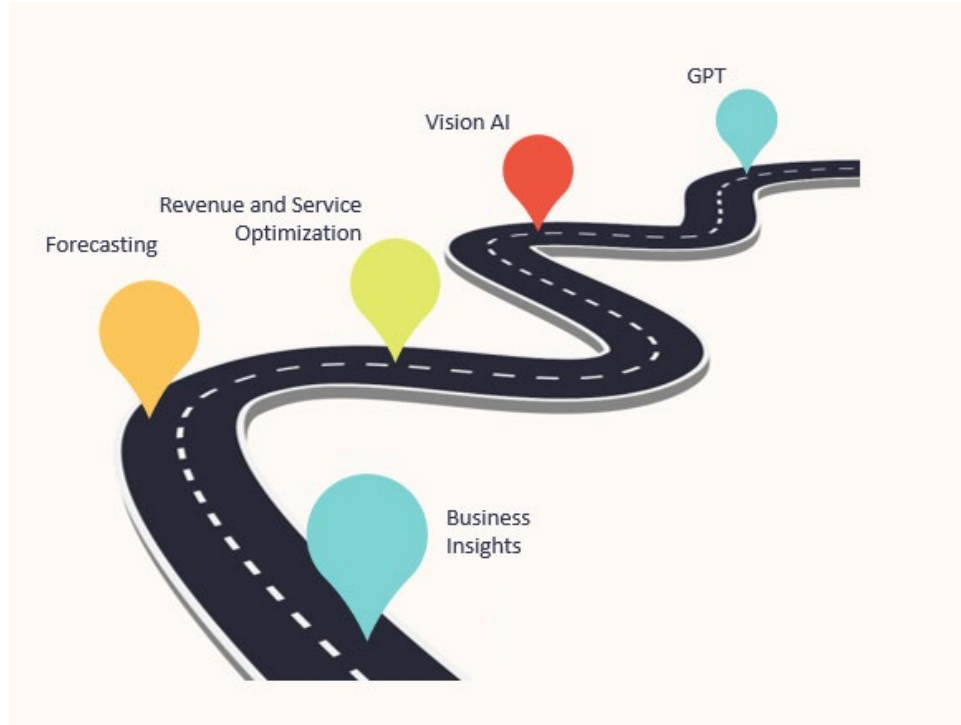 GPT
Vision AI
Revenue and Service
Optimization
Forecasting
Business
Insights